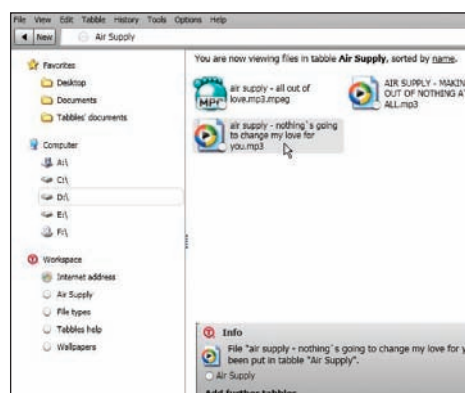 File View Edit Tabble History Tools Options Help
New Air Supply
Favorites
Desktop
Documents
Tabbles' documents
Computer
A:\
C:\
D:\
E:\
F:\
Workspace
Internet address
Air Supply
File types
Tabbles help
Wallpapers
You are now viewing files in tabble Air Supply, sorted by name.
air supply - all out of
love.mp3.mpeg
AIR SUPPLY - MAKIN
OUT OF NOTHING AT
ALL.mp3
air supply - nothing`s going
to change my love for
you.mp3
Info
File "air supply - nothing`s going to change my love for y
been put in tabble "Air Supply".
Air Supply
Add further tabbles